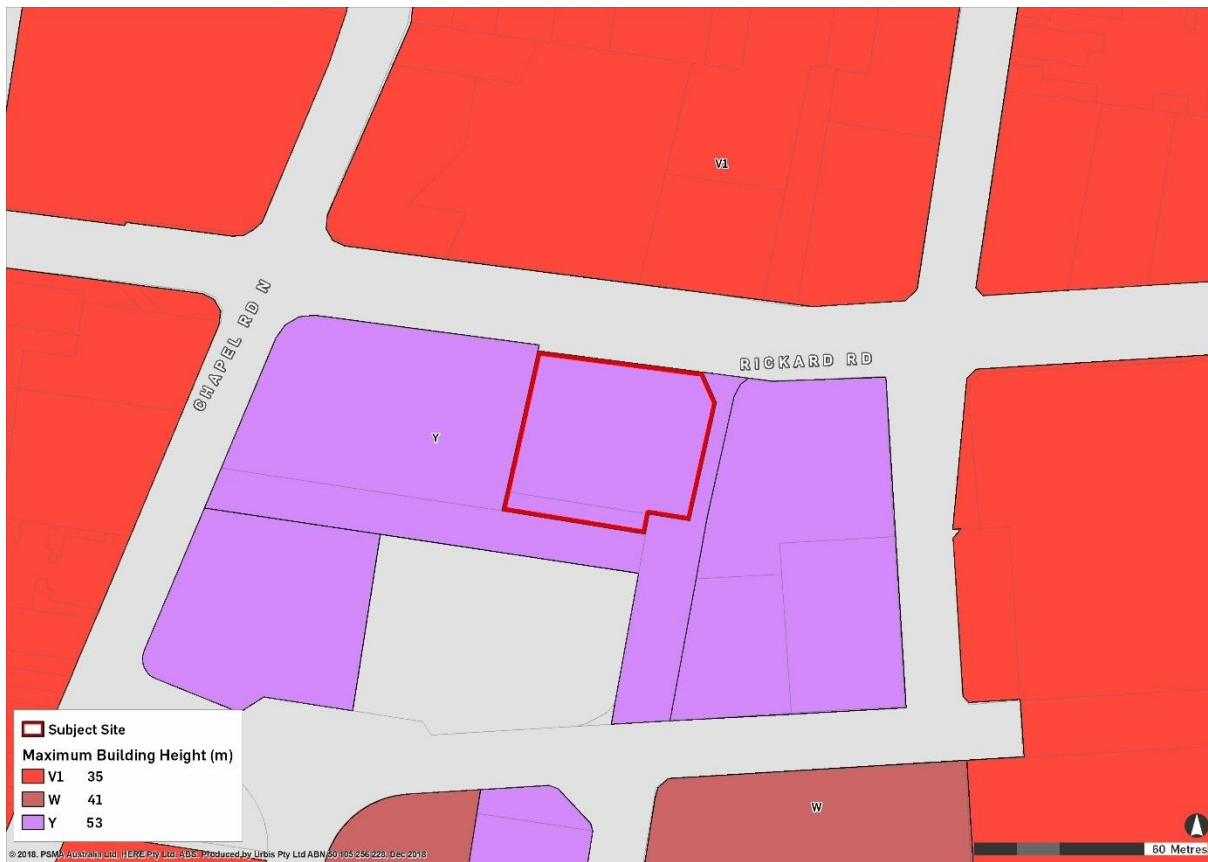 V1
CHAPEL RD N
RICKARD RD
Y
Subject Site
Maximum Building Height (m)
V1 35
W 41
Y 53
W
© 2018. PSMA Australia Ltd, HERE Pty Ltd. ABS. Produced by Urbis Pty Ltd ABN 50 105 256 228, Dec 2018
60 Metres